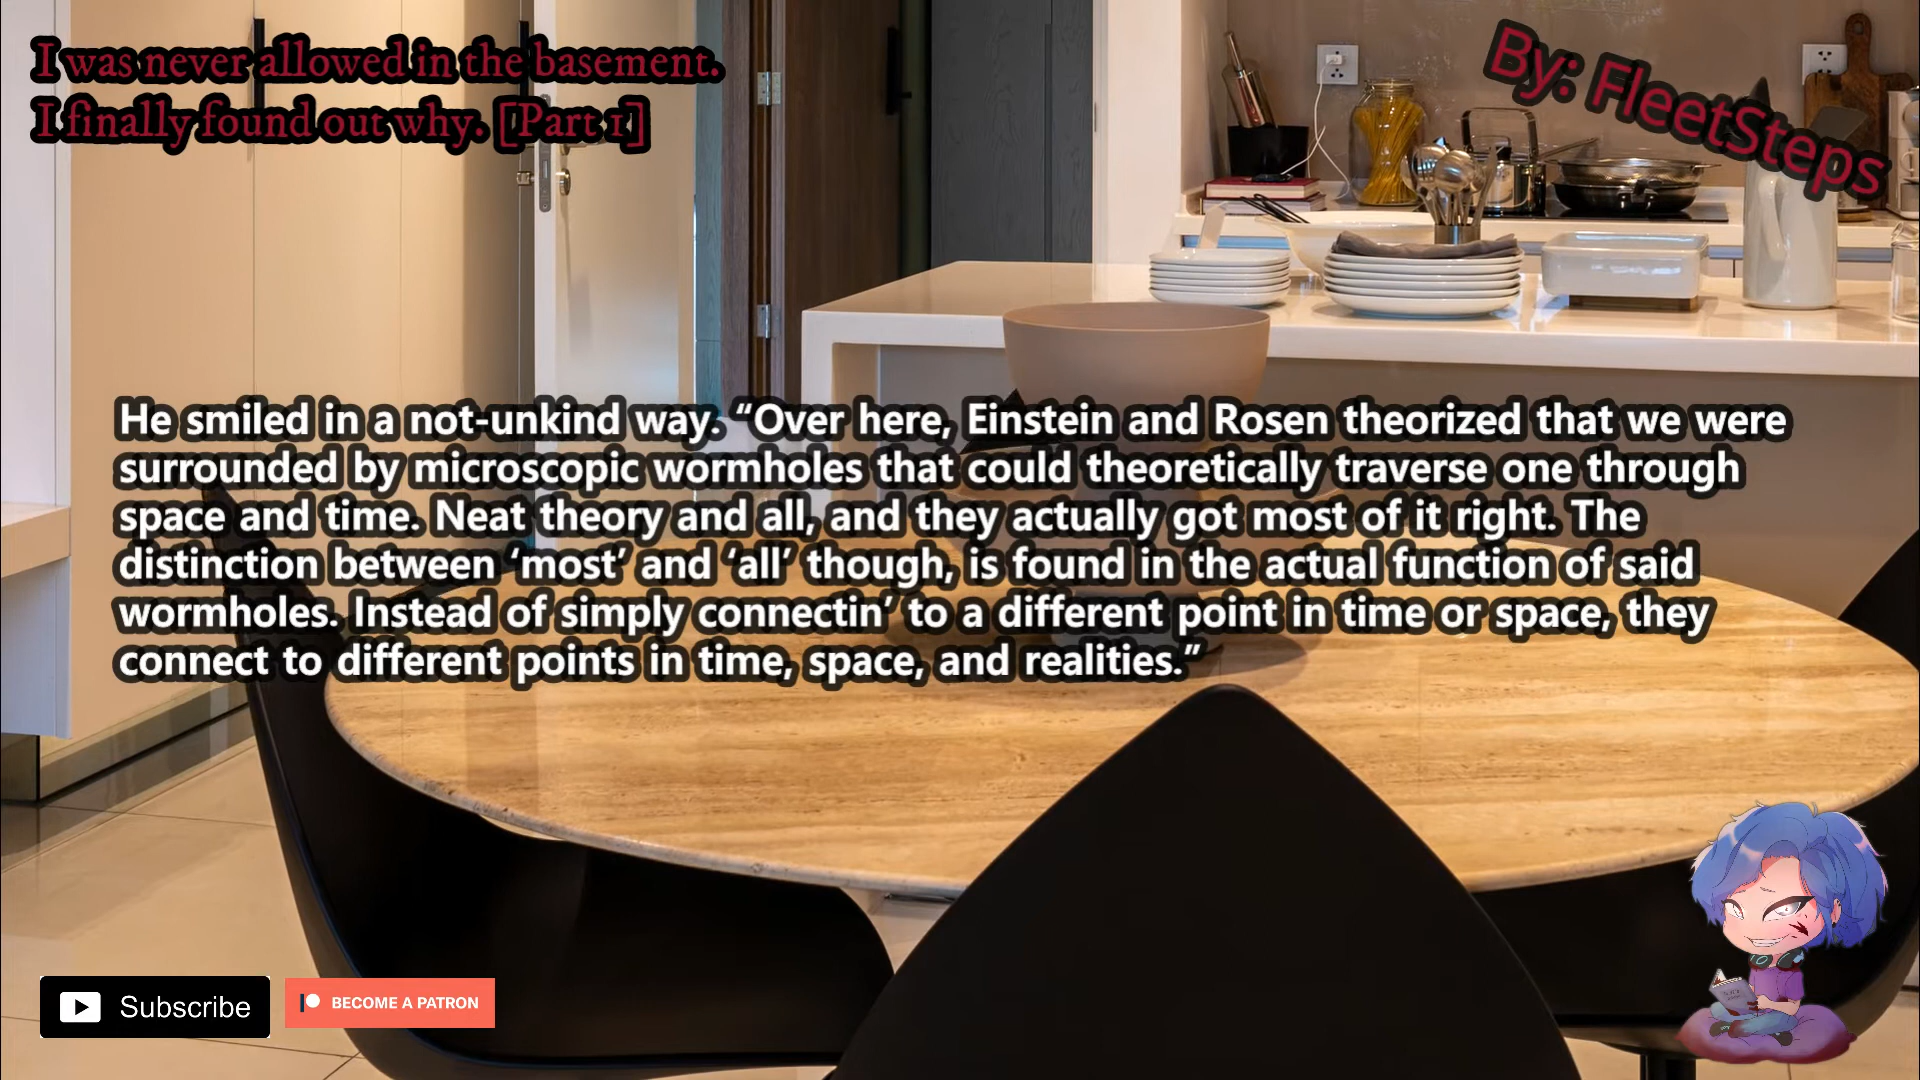 I was never allowed in the basement.
I finally found out why. [Part 1]
By: FleetSteps
He smiled in a not-unkind way. “Over here, Einstein and Rosen theorized that we were
surrounded by microscopic wormholes that could theoretically traverse one through
space and time. Neat theory and all, and they actually got most of it right. The
distinction between ‘most’ and ‘all’ though, is found in the actual function of said
wormholes. Instead of simply connectin’ to a different point in time or space, they
connect to different points in time, space, and realities.”
Subscribe
BECOME A PATRON